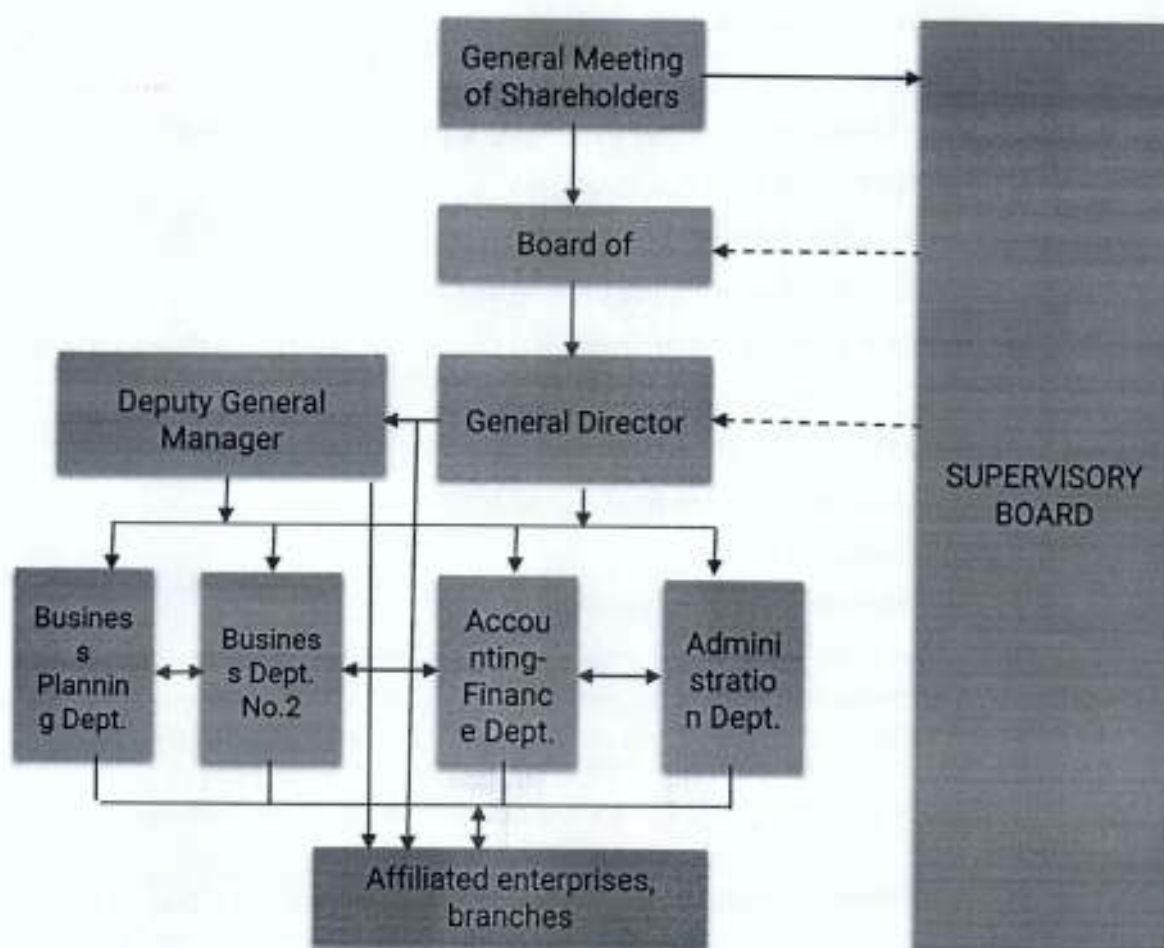 General Meeting
of Shareholders
Board of
Deputy General
Manager
General Director
SUPERVISORY
BOARD
Busines
s
Plannin
g Dept.
Busines
s Dept.
No.2
Accou
nting-
Financ
e Dept.
Admini
stratio
n Dept.
Affiliated enterprises,
branches